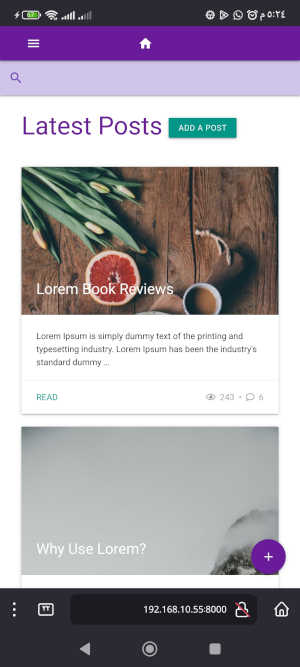 57
٥:٢٤ م
Latest Posts
ADD A POST
Lorem Book Reviews
Lorem Ipsum is simply dummy text of the printing and
typesetting industry. Lorem Ipsum has been the industry's
standard dummy ...
READ
243 • 6
Why Use Lorem?
+
٢٢
192.168.10.55:8000